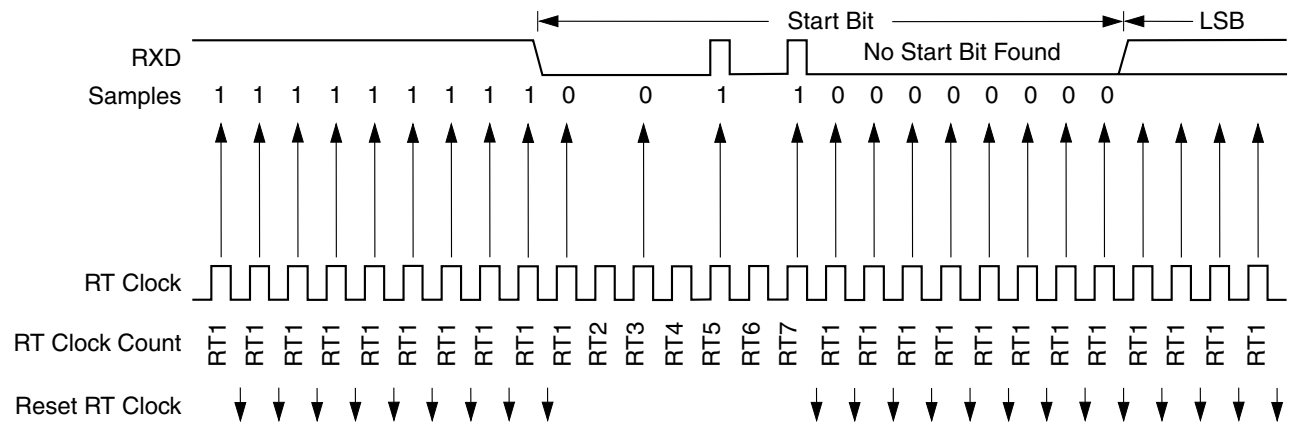 Start Bit LSB
RXD No Start Bit Found
Samples 1 1 1 1 1 1 1 1 1 0 0 1 1 0 0 0 0 0 0 0 0
RT Clock
RT Clock Count RT1 RT1 RT1 RT1 RT1 RT1 RT1 RT1 RT1 RT1 RT2 RT3 RT4 RT5 RT6 RT7 RT1 RT1 RT1 RT1 RT1 RT1 RT1 RT1 RT1 RT1 RT1 RT1
Reset RT Clock